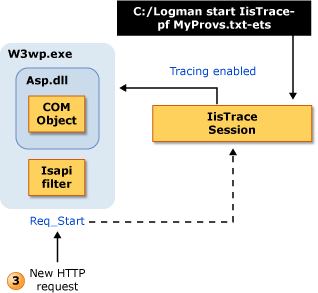 C:/Logman start IisTrace-
pf MyProvs.txt-ets
W3wp.exe
Asp.dll
COM
Object
Tracing enabled
IisTrace
Session
Isapi
filter
Req_Start
3
New HTTP
request